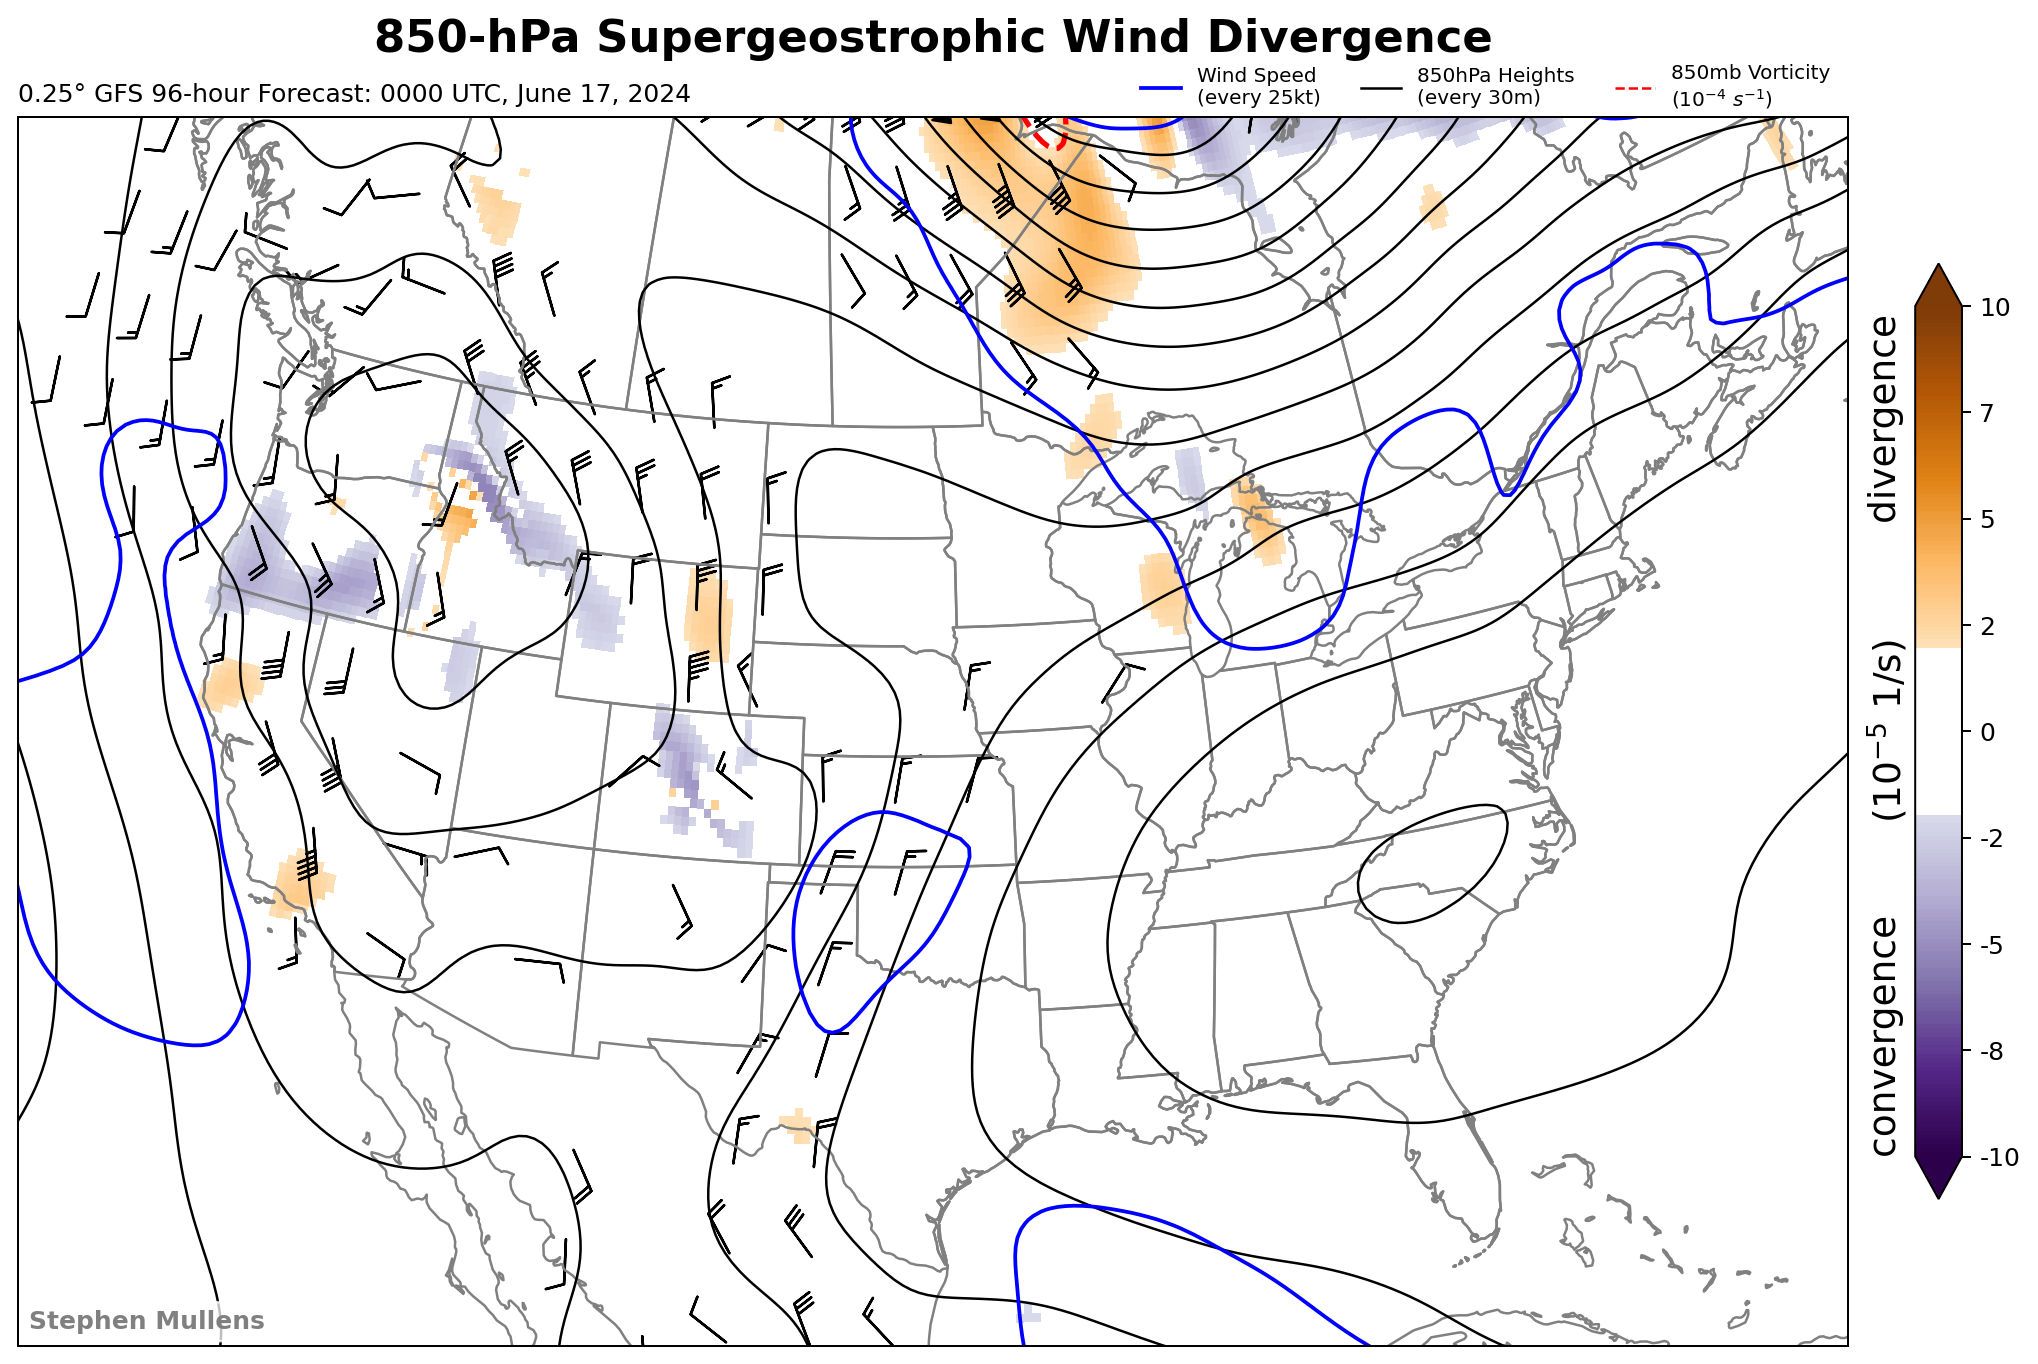 850-hPa Supergeostrophic Wind Divergence
0.25° GFS 96-hour Forecast: 0000 UTC, June 17, 2024
Wind Speed
(every 25kt)
850hPa Heights
(every 30m)
850mb Vorticity
(10⁻⁴ s⁻¹)
10
7
5
2
0
-2
-5
-8
-10
convergence (10⁻⁵ 1/s) divergence
Stephen Mullens